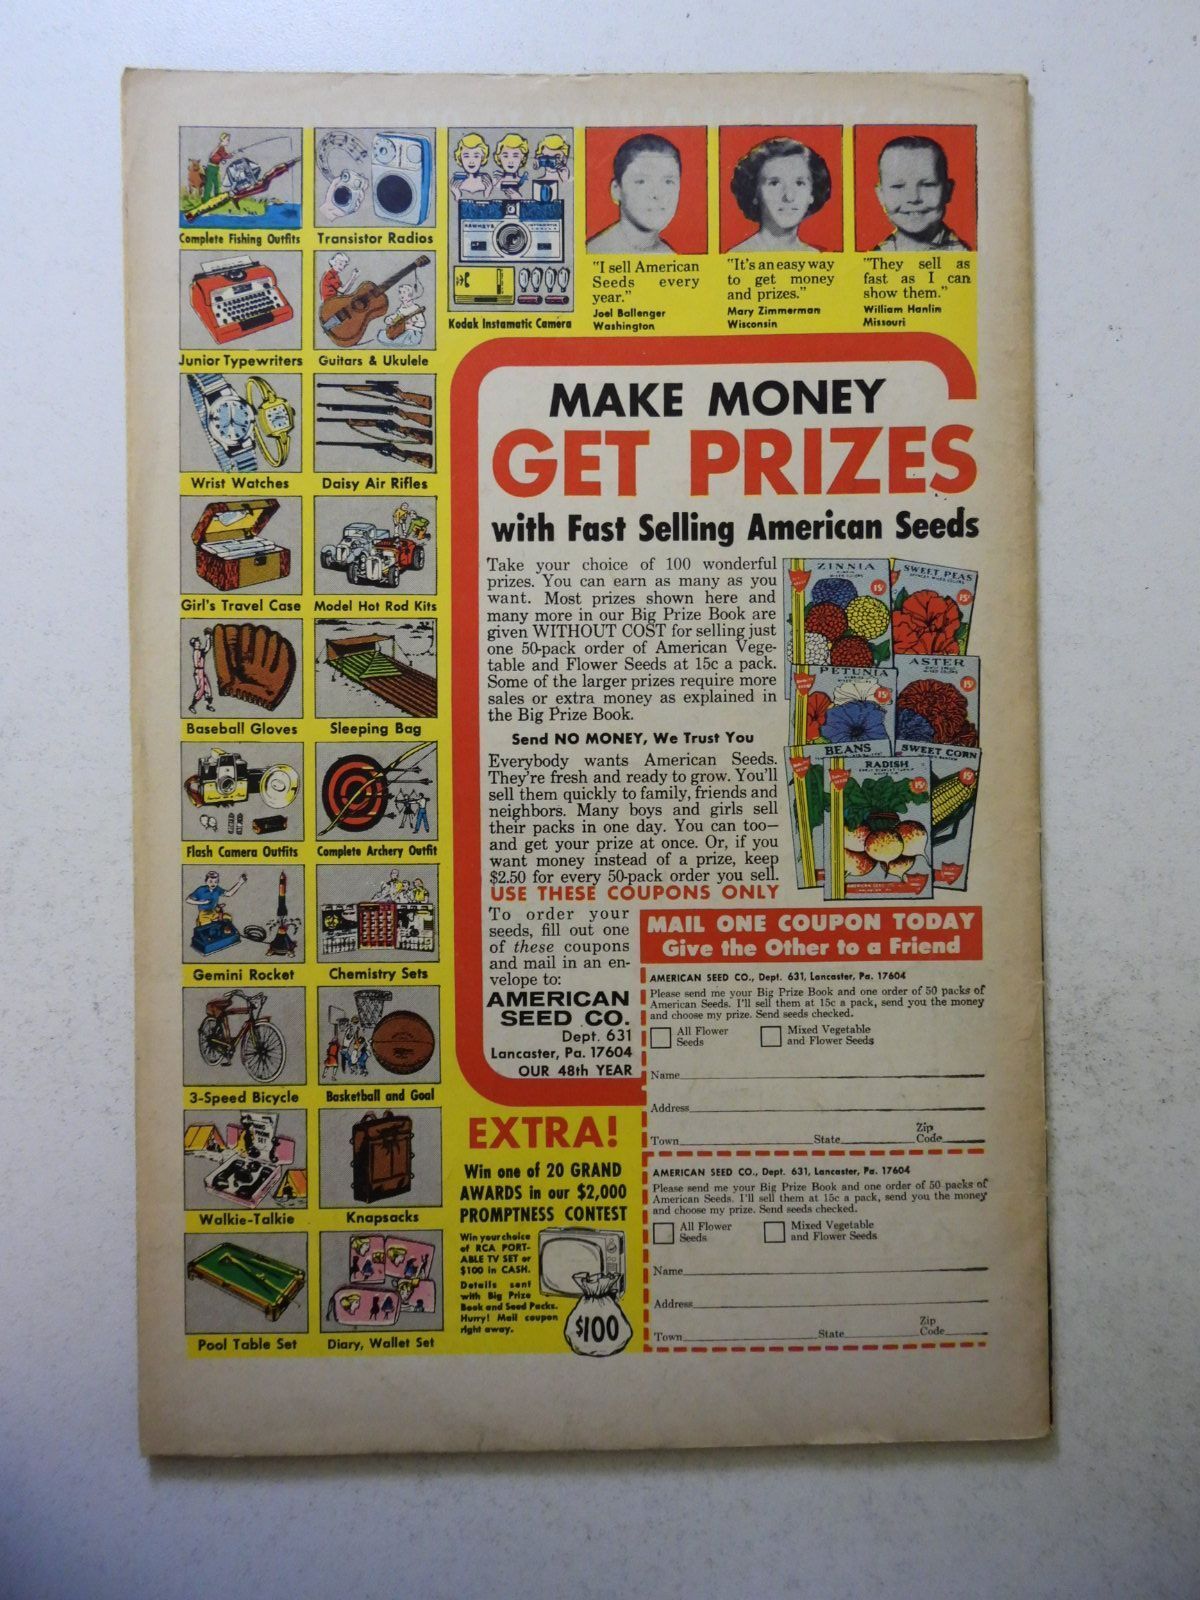 Complete Fishing Outfits
Transistor Radios
HAWKEYE
Kodak Instamatic Camera
"I sell American
Seeds every
year."
Joel Ballenger
Washington
"It's an easy way
to get money
and prizes."
Mary Zimmerman
Wisconsin
"They sell as
fast as I can
show them."
William Hanlin
Missouri
Junior Typewriters
Guitars & Ukulele
Wrist Watches
Daisy Air Rifles
Girl's Travel Case
Model Hot Rod Kits
Baseball Gloves
Sleeping Bag
Flash Camera Outfits
Complete Archery Outfit
Gemini Rocket
Chemistry Sets
3-Speed Bicycle
Basketball and Goal
Walkie-Talkie
Knapsacks
Pool Table Set
Diary, Wallet Set
MAKE MONEY
GET PRIZES
with Fast Selling American Seeds
Take your choice of 100 wonderful
prizes. You can earn as many as you
want. Most prizes shown here and
many more in our Big Prize Book are
given WITHOUT COST for selling just
one 50-pack order of American Vege-
table and Flower Seeds at 15c a pack.
Some of the larger prizes require more
sales or extra money as explained in
the Big Prize Book.
Send NO MONEY, We Trust You
Everybody wants American Seeds.
They're fresh and ready to grow. You'll
sell them quickly to family, friends and
neighbors. Many boys and girls sell
their packs in one day. You can too—
and get your prize at once. Or, if you
want money instead of a prize, keep
$2.50 for every 50-pack order you sell.
USE THESE COUPONS ONLY
ZINNIA
15¢
SWEET PEAS
15¢
PETUNIA
15¢
ASTER
15¢
BEANS
SWEET CORN
15¢
RADISH
15¢
To order your
seeds, fill out one
of these coupons
and mail in an en-
velope to:
AMERICAN
SEED CO.
Dept. 631
Lancaster, Pa. 17604
OUR 48th YEAR
MAIL ONE COUPON TODAY
Give the Other to a Friend
AMERICAN SEED CO., Dept. 631, Lancaster, Pa. 17604
Please send me your Big Prize Book and one order of 50 packs of
American Seeds. I'll sell them at 15c a pack, send you the money
and choose my prize. Send seeds checked.
All Flower
Seeds
Mixed Vegetable
and Flower Seeds
Name
Address
Town State Zip Code
AMERICAN SEED CO., Dept. 631, Lancaster, Pa. 17604
Please send me your Big Prize Book and one order of 50 packs of
American Seeds. I'll sell them at 15c a pack, send you the money
and choose my prize. Send seeds checked.
All Flower
Seeds
Mixed Vegetable
and Flower Seeds
Name
Address
Town State Zip Code
EXTRA!
Win one of 20 GRAND
AWARDS in our $2,000
PROMPTNESS CONTEST
Win your choice
of RCA PORT-
ABLE TV SET or
$100 in CASH.
Details sent
with Big Prize
Book and Seed Packs.
Hurry! Mail coupon
right away.
$100